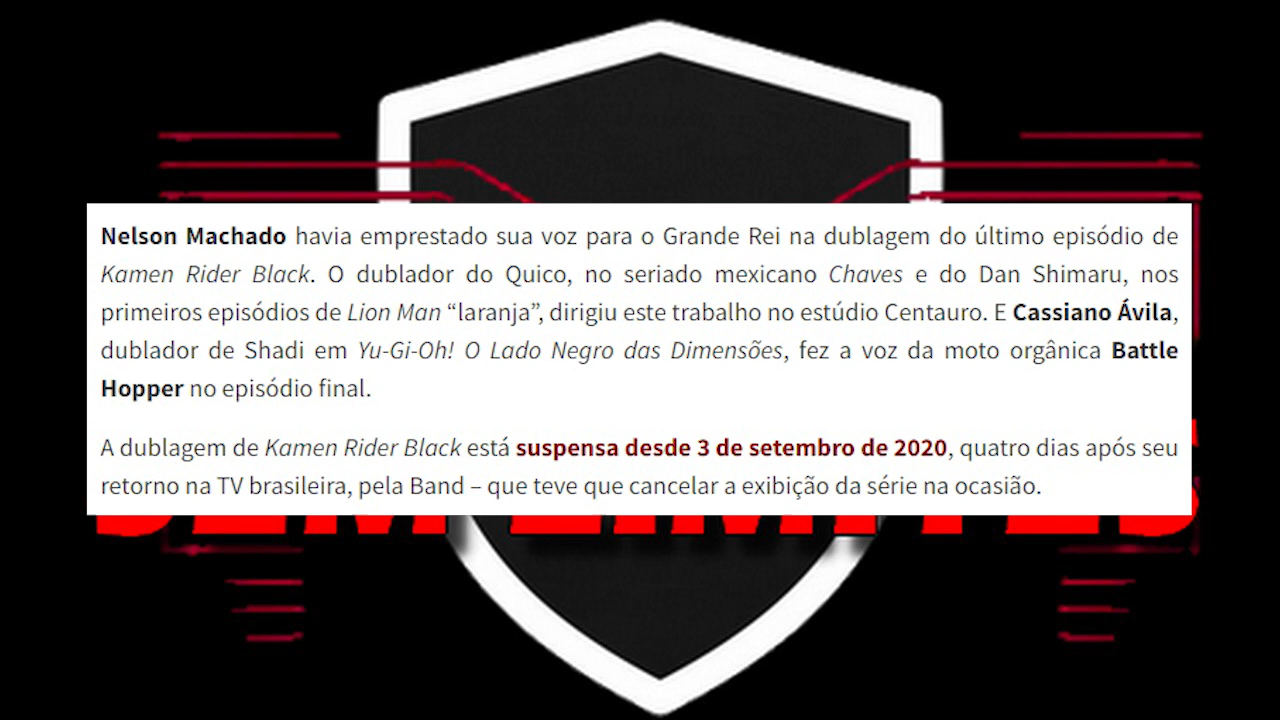 Nelson Machado havia emprestado sua voz para o Grande Rei na dublagem do último episódio de
Kamen Rider Black. O dublador do Quico, no seriado mexicano Chaves e do Dan Shimaru, nos
primeiros episódios de Lion Man “laranja”, dirigiu este trabalho no estúdio Centauro. E Cassiano Ávila,
dublador de Shadi em Yu-Gi-Oh! O Lado Negro das Dimensões, fez a voz da moto orgânica Battle
Hopper no episódio final.
A dublagem de Kamen Rider Black está suspensa desde 3 de setembro de 2020, quatro dias após seu
retorno na TV brasileira, pela Band – que teve que cancelar a exibição da série na ocasião.
SEM LIMITES